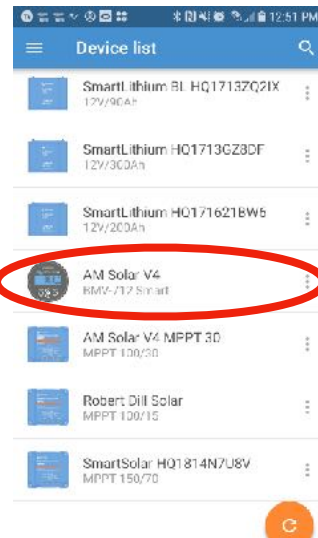 12:51 PM
Device list
SmartLithium BL HQ1713ZQ2IX
12V/90Ah
SmartLithium HQ1713GZ8DF
12V/300Ah
SmartLithium HQ171621BW6
12V/200Ah
AM Solar V4
BMV-712 Smart
AM Solar V4 MPPT 30
MPPT 100/30
Robert Dill Solar
MPPT 100/15
SmartSolar HQ1814N7U8V
MPPT 150/70